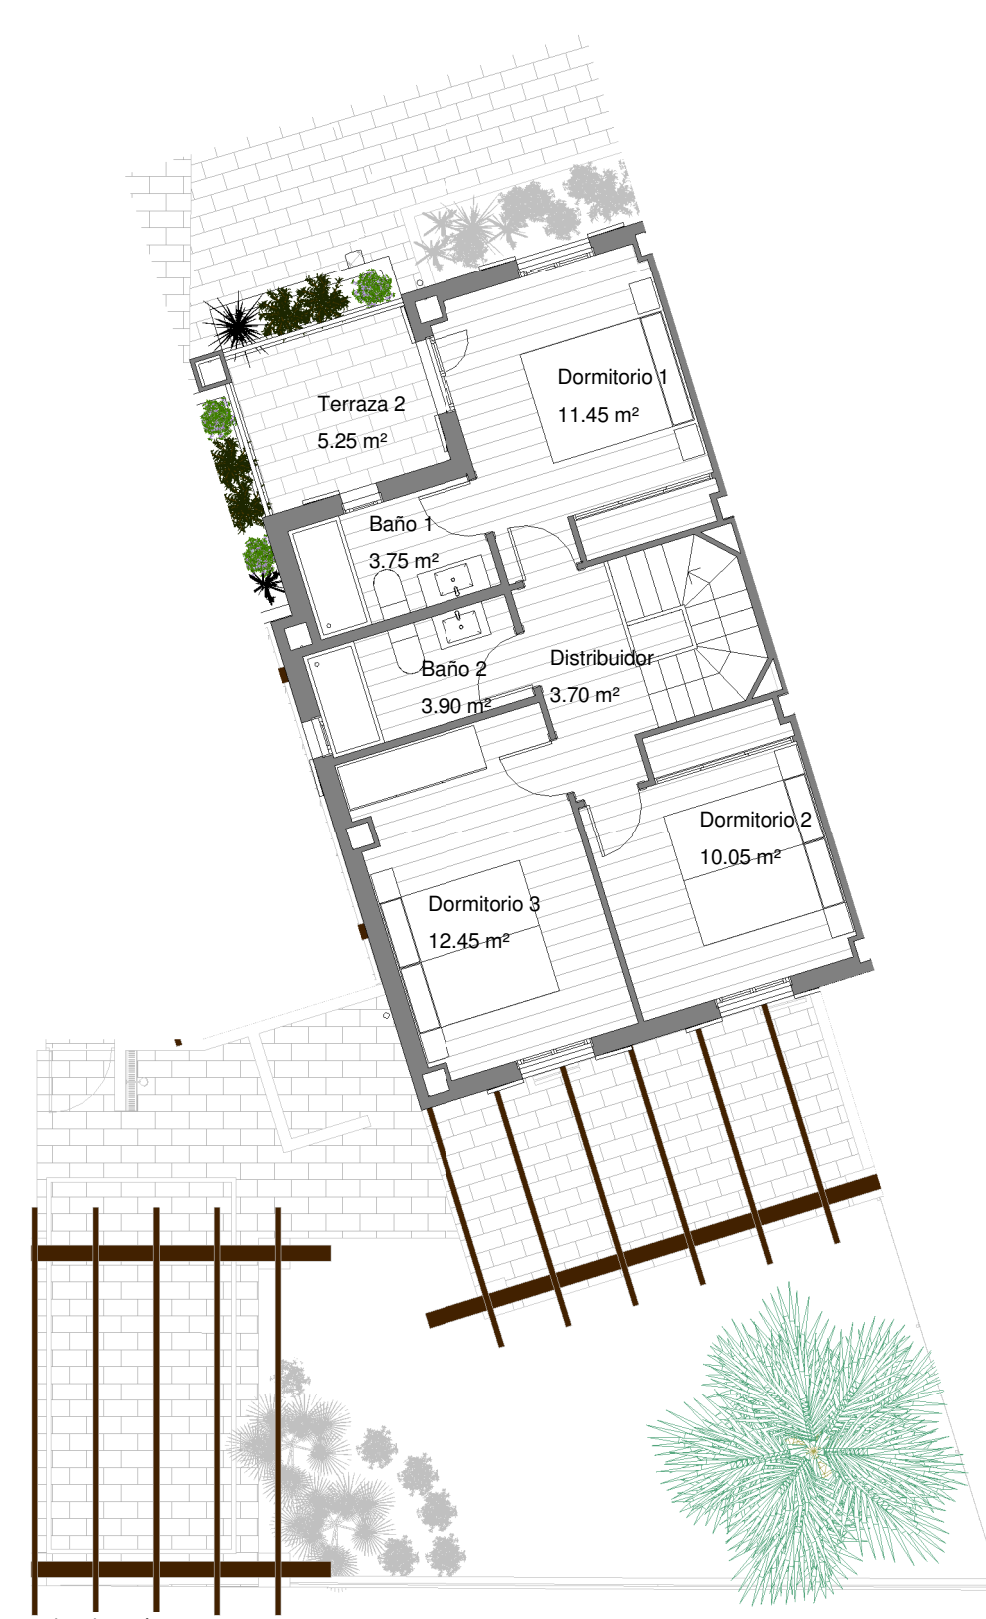 Dormitorio 1
11.45 m²
Terraza 2
5.25 m²
Baño 1
3.75 m²
Distribuidor
3.70 m²
Baño 2
3.90 m²
Dormitorio 2
10.05 m²
Dormitorio 3
12.45 m²